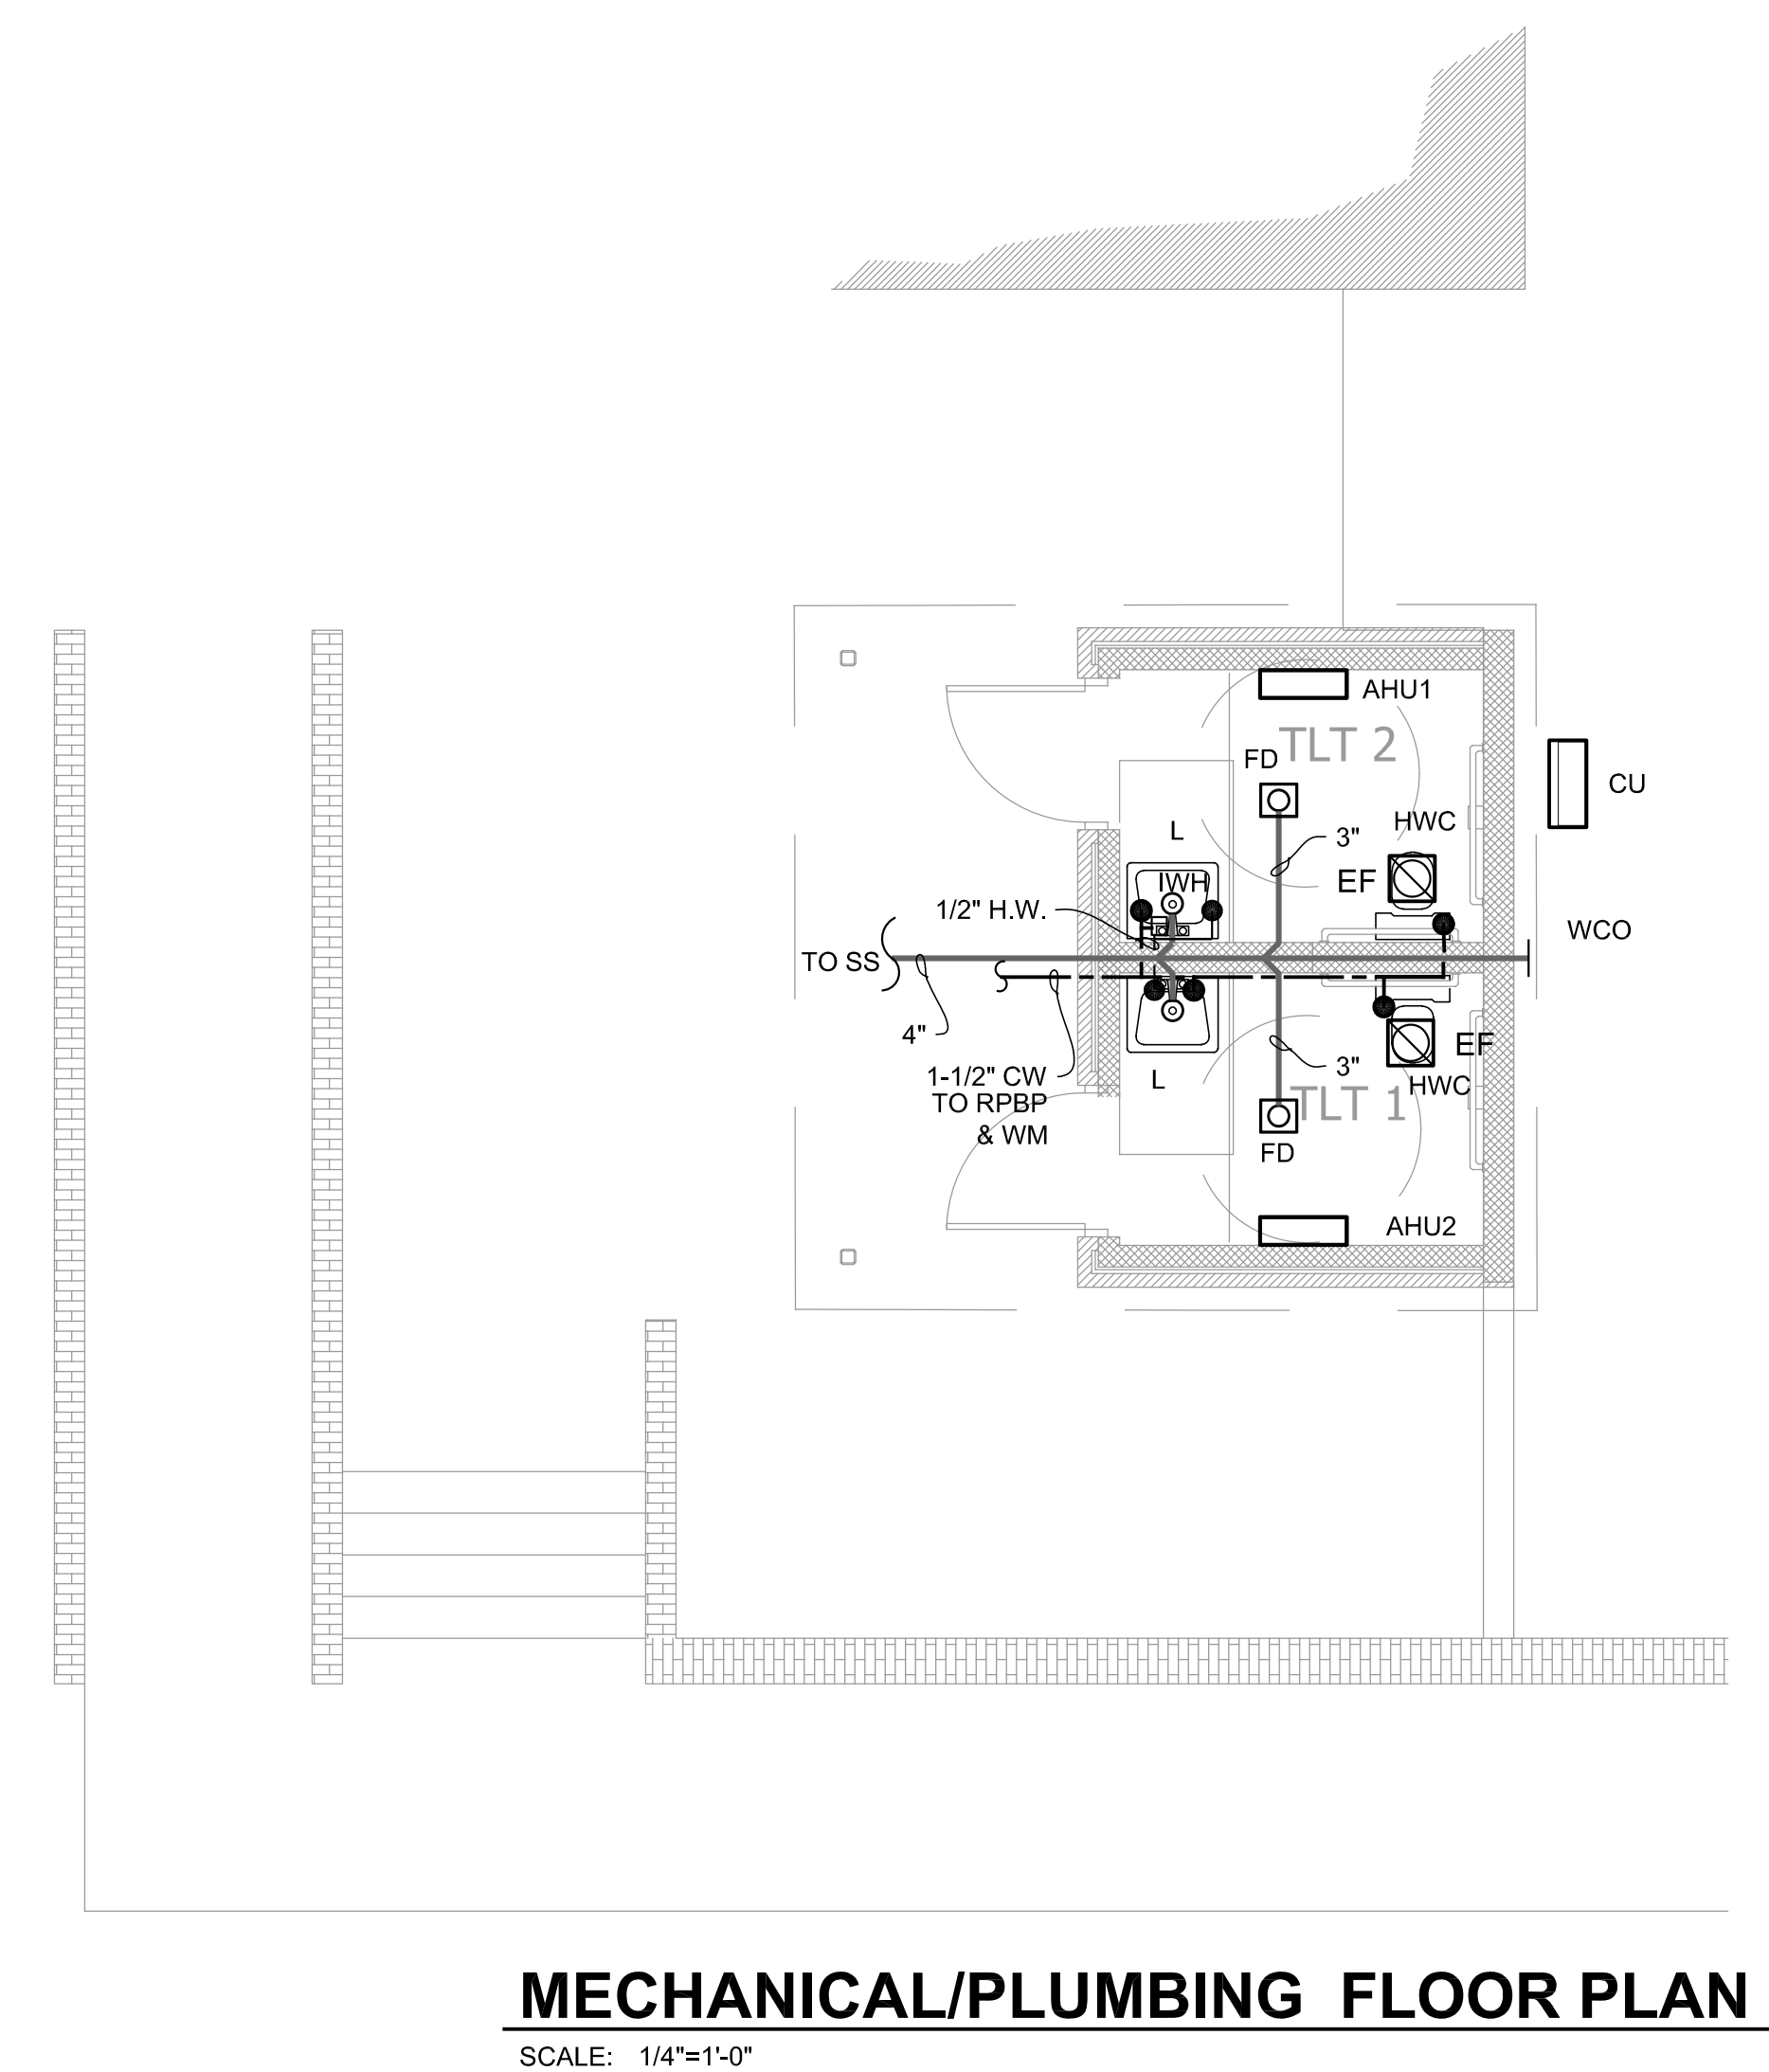 AHU1
TLT 2
FD
CU
HWC
L
3"
EF
IWH
1/2" H.W.
WCO
TO SS
4"
EF
3"
1-1/2" CW
TO RPBP
& WM
L
HWC
TLT 1
FD
AHU2
MECHANICAL/PLUMBING FLOOR PLAN
SCALE: 1/4"=1'-0"